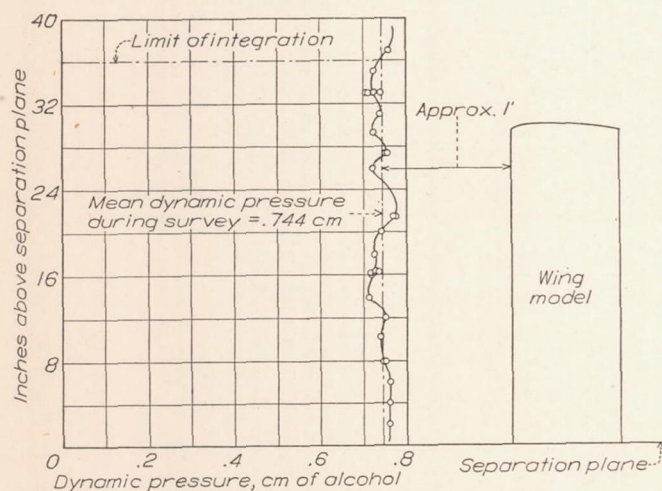 40
Limit of integration
32
Approx. 1'
24
Mean dynamic pressure
during survey = .744 cm
16
Wing
model
8
Inches above separation plane
0 .2 .4 .6 .8
Dynamic pressure, cm of alcohol
Separation plane